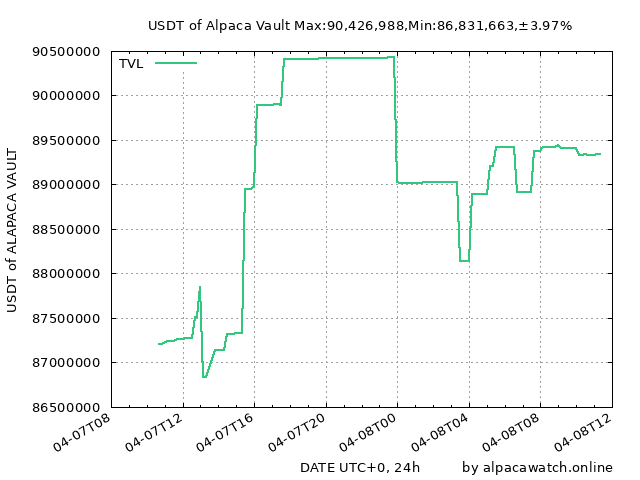 USDT of Alpaca Vault Max:90,426,988,Min:86,831,663,±3.97%
TVL
90500000
90000000
89500000
89000000
88500000
88000000
87500000
87000000
86500000
USDT of ALAPACA VAULT
04-07T08
04-07T12
04-07T16
04-07T20
04-08T00
04-08T04
04-08T08
04-08T12
DATE UTC+0, 24h
by alpacawatch.online